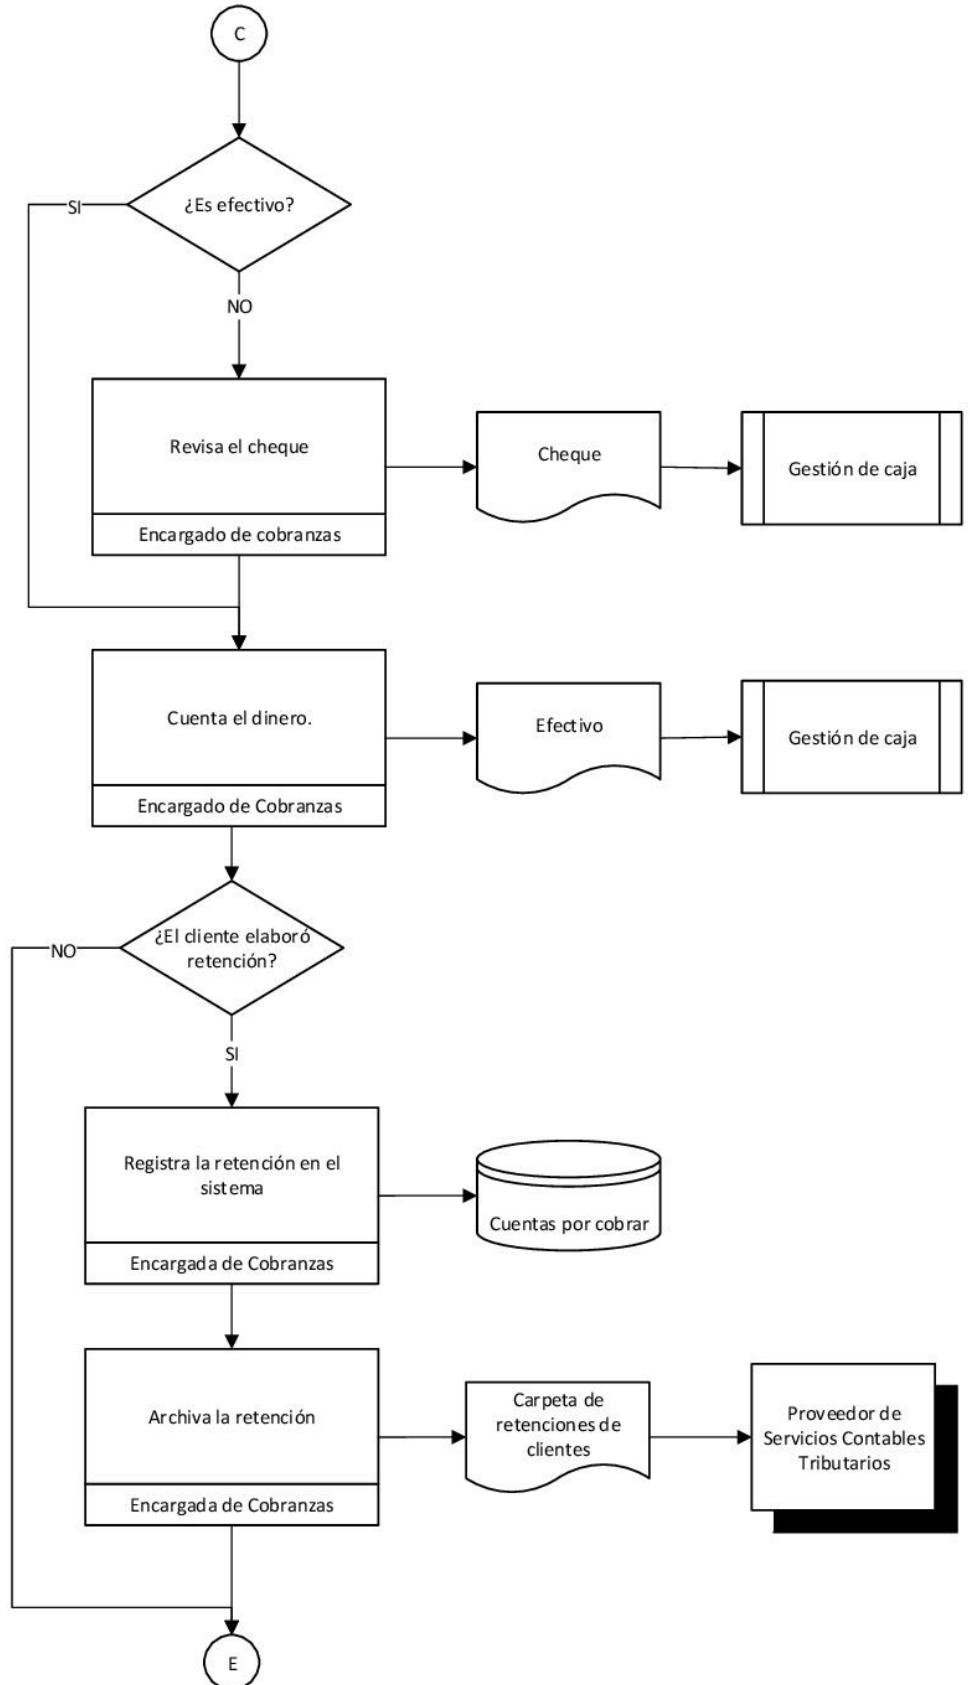 C
¿Es efectivo?
SI
NO
Revisa el cheque
Encargado de cobranzas
Cheque
Gestión de caja
Cuenta el dinero.
Encargado de Cobranzas
Efectivo
Gestión de caja
¿El cliente elaboró
retención?
NO
SI
Registra la retención en el
sistema
Encargada de Cobranzas
Cuentas por cobrar
Archiva la retención
Encargada de Cobranzas
Carpeta de
retenciones de
clientes
Proveedor de
Servicios Contables
Tributarios
E